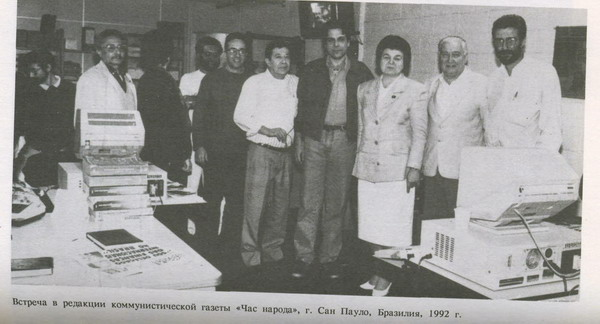 Встреча в редакции коммунистической газеты «Час народа», г. Сан Пауло, Бразилия, 1992 г.